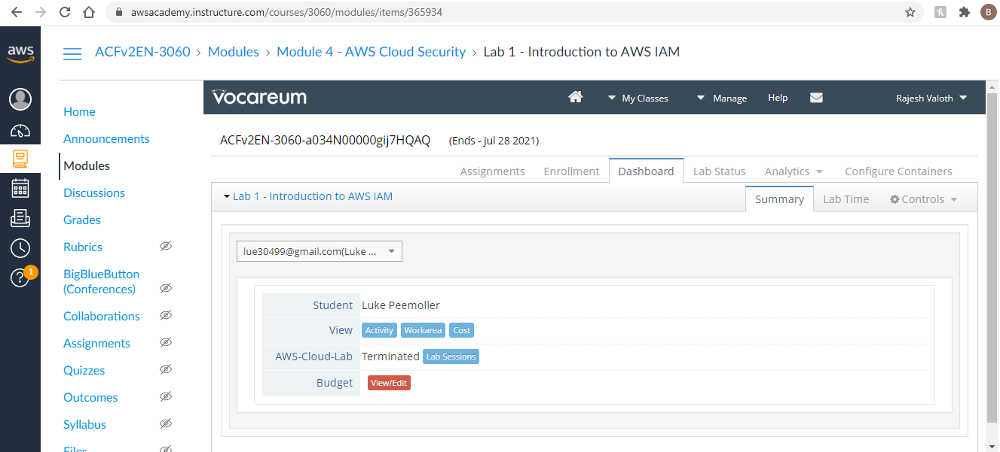 awsacademy.instructure.com/courses/3060/modules/items/365934
B
aws
ACFv2EN-3060 > Modules > Module 4 - AWS Cloud Security > Lab 1 - Introduction to AWS IAM
vocareum
My Classes
Manage
Help
Rajesh Valoth
Home
Announcements
Modules
Discussions
Grades
Rubrics
BigBlueButton
(Conferences)
Collaborations
Assignments
Quizzes
Outcomes
Syllabus
Files
1
ACFv2EN-3060-a034N00000gij7HQAQ (Ends - Jul 28 2021)
Assignments Enrollment Dashboard Lab Status Analytics Configure Containers
Lab 1 - Introduction to AWS IAM
Summary Lab Time Controls
lue30499@gmail.com(Luke ...
Student Luke Peemoller
View Activity Workarea Cost
AWS-Cloud-Lab Terminated Lab Sessions
Budget View/Edit